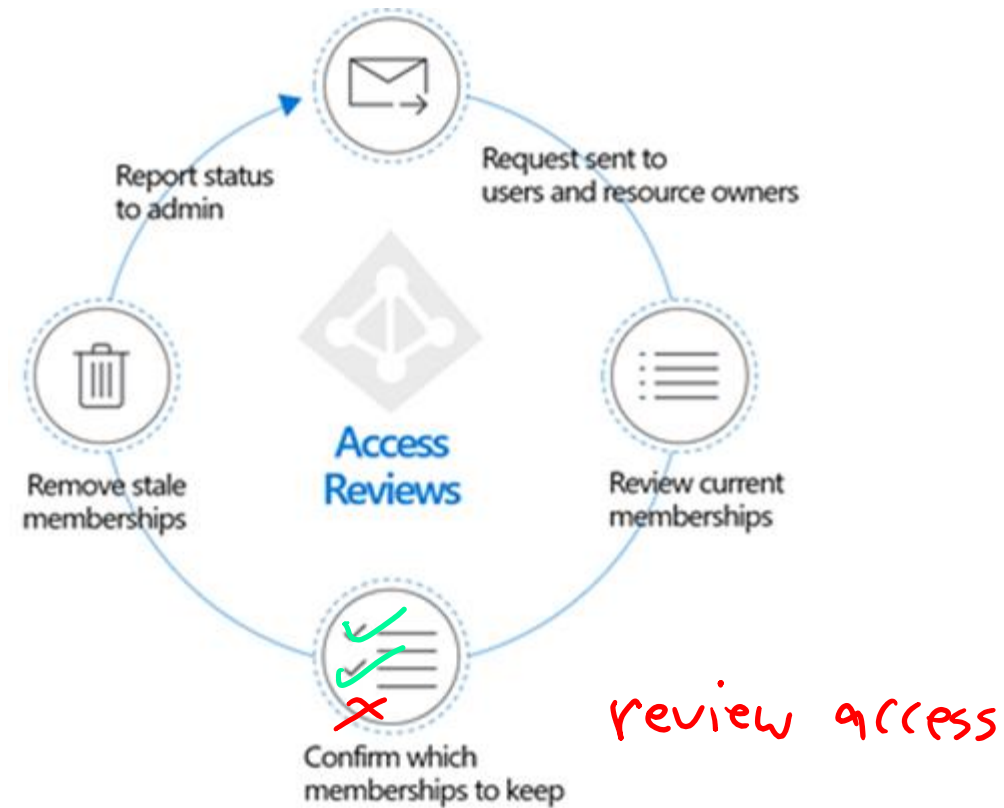 Request sent to
users and resource owners
Report status
to admin
Access
Reviews
Review current
memberships
Remove stale
memberships
Confirm which
memberships to keep
review access